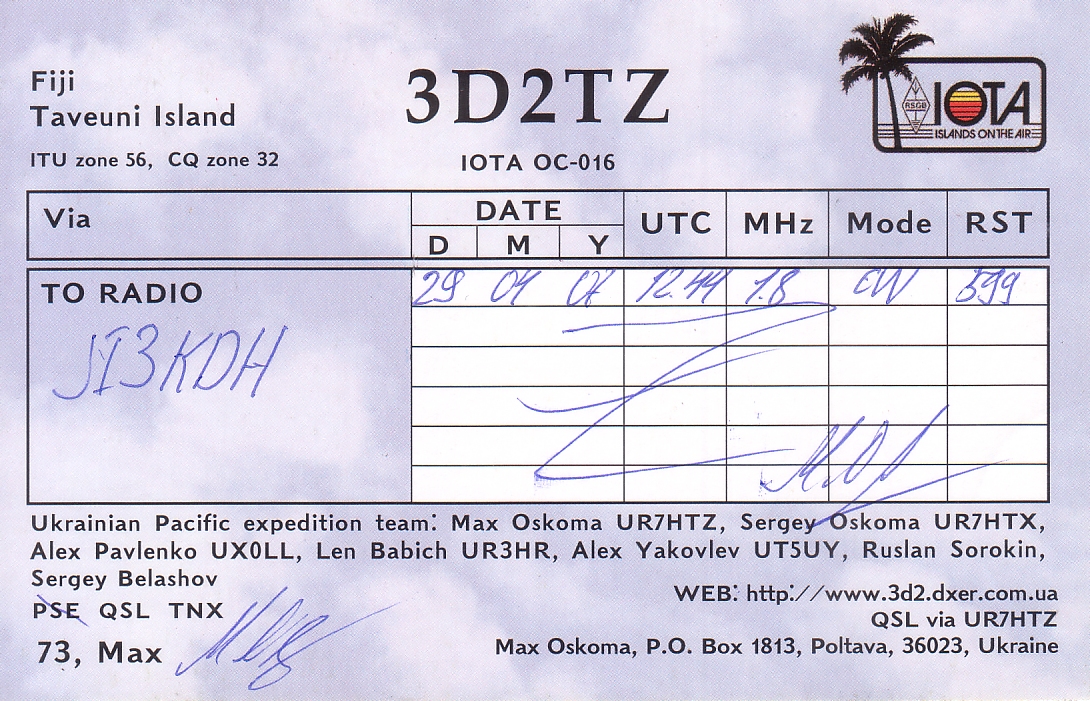 Fiji
Taveuni Island
ITU zone 56, CQ zone 32
3D2TZ
IOTA OC-016
RSGB
IOTA
ISLANDS ON THE AIR
Via DATE UTC MHz Mode RST
D M Y
TO RADIO 29 04 07 12.44 1.8 CW 599
JI3KDH
Ukrainian Pacific expedition team: Max Oskoma UR7HTZ, Sergey Oskoma UR7HTX,
Alex Pavlenko UX0LL, Len Babich UR3HR, Alex Yakovlev UT5UY, Ruslan Sorokin,
Sergey Belashov
PSE QSL TNX
73, Max
WEB: http://www.3d2.dxer.com.ua
QSL via UR7HTZ
Max Oskoma, P.O. Box 1813, Poltava, 36023, Ukraine